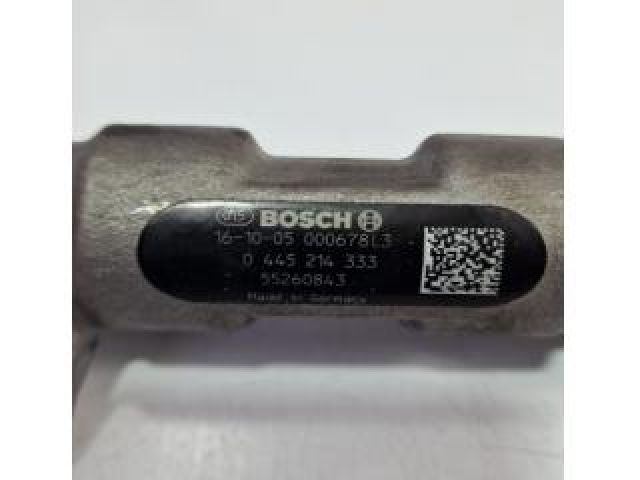 BOSCH
16-10-05 000678L3
0 445 214 333
55260843
Made in Germany